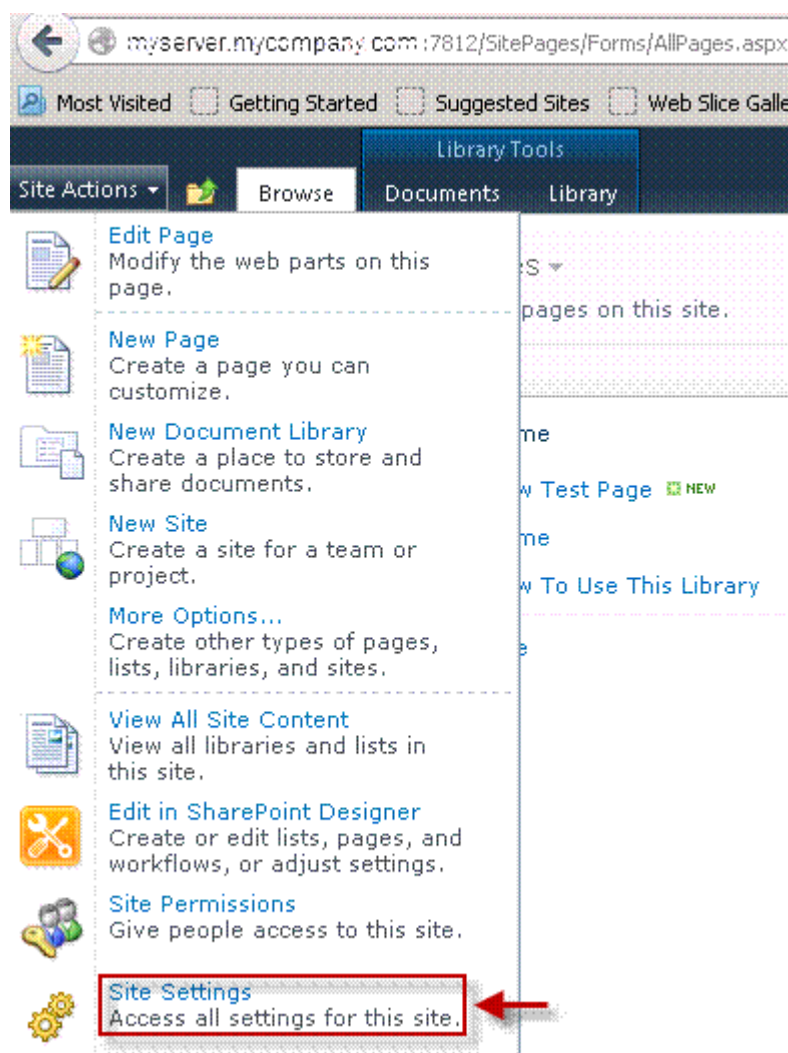 myserver.mycompany.com:7812/SitePages/Forms/AllPages.aspx
Most Visited Getting Started Suggested Sites Web Slice Galle
Library Tools
Site Actions Browse Documents Library
Edit Page
Modify the web parts on this
page.
s
pages on this site.
New Page
Create a page you can
customize.
New Document Library
Create a place to store and
share documents.
me
w Test Page NEW
New Site
Create a site for a team or
project.
me
w To Use This Library
More Options...
Create other types of pages,
lists, libraries, and sites.
e
View All Site Content
View all libraries and lists in
this site.
Edit in SharePoint Designer
Create or edit lists, pages, and
workflows, or adjust settings.
Site Permissions
Give people access to this site.
Site Settings
Access all settings for this site.